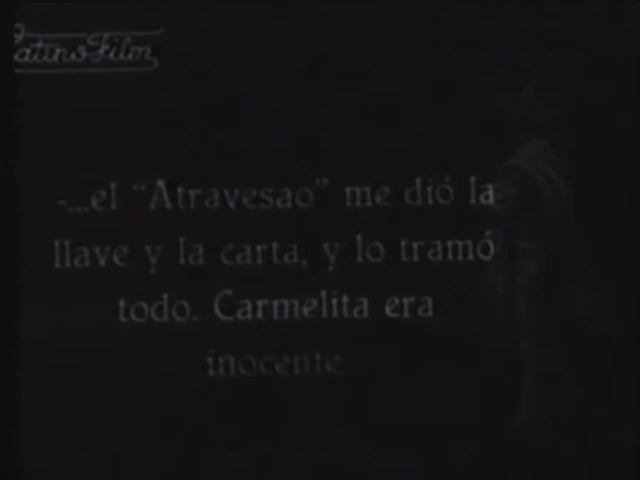 Latino Film
-...el "Atravesao" me dió la
llave y la carta, y lo tramó
todo. Carmelita era
inocente